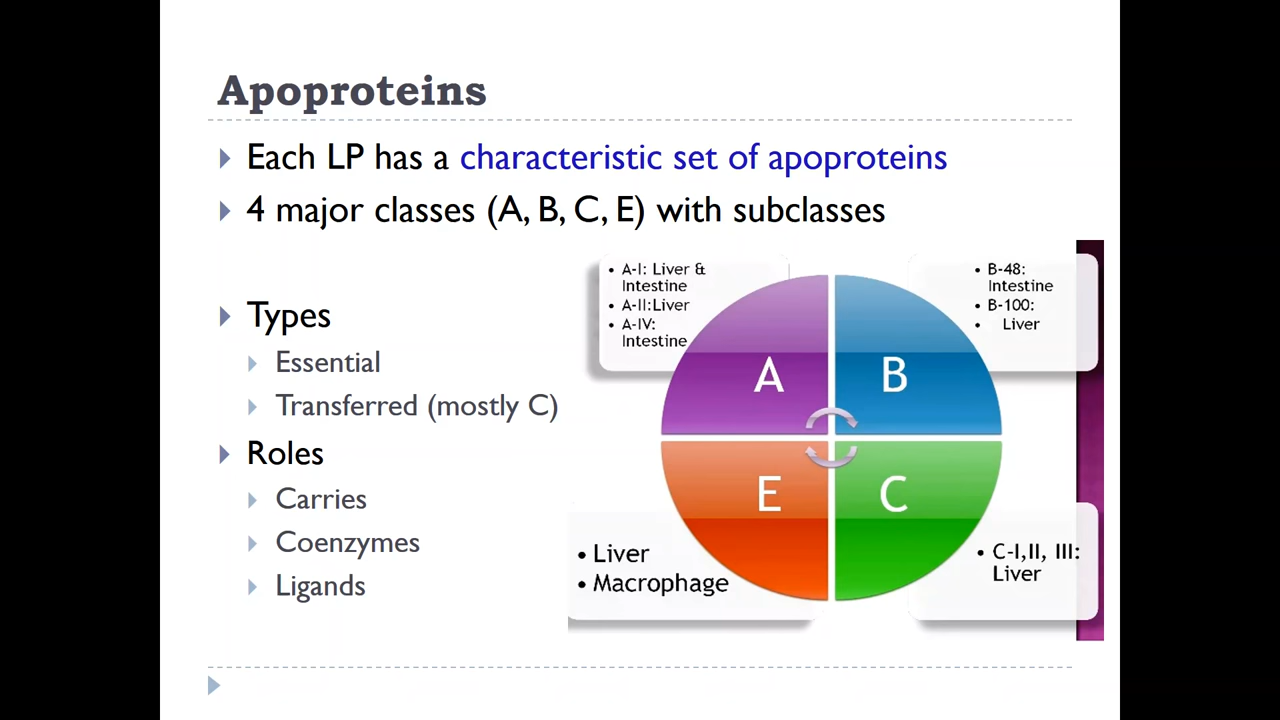 Apoproteins
Each LP has a characteristic set of apoproteins
4 major classes (A, B, C, E) with subclasses
Types
Essential
Transferred (mostly C)
Roles
Carries
Coenzymes
Ligands
• A-I: Liver &
Intestine
• A-II:Liver
• A-IV:
Intestine
• B-48:
Intestine
• B-100:
• Liver
A
B
E
C
• Liver
• Macrophage
• C-I,II, III:
Liver